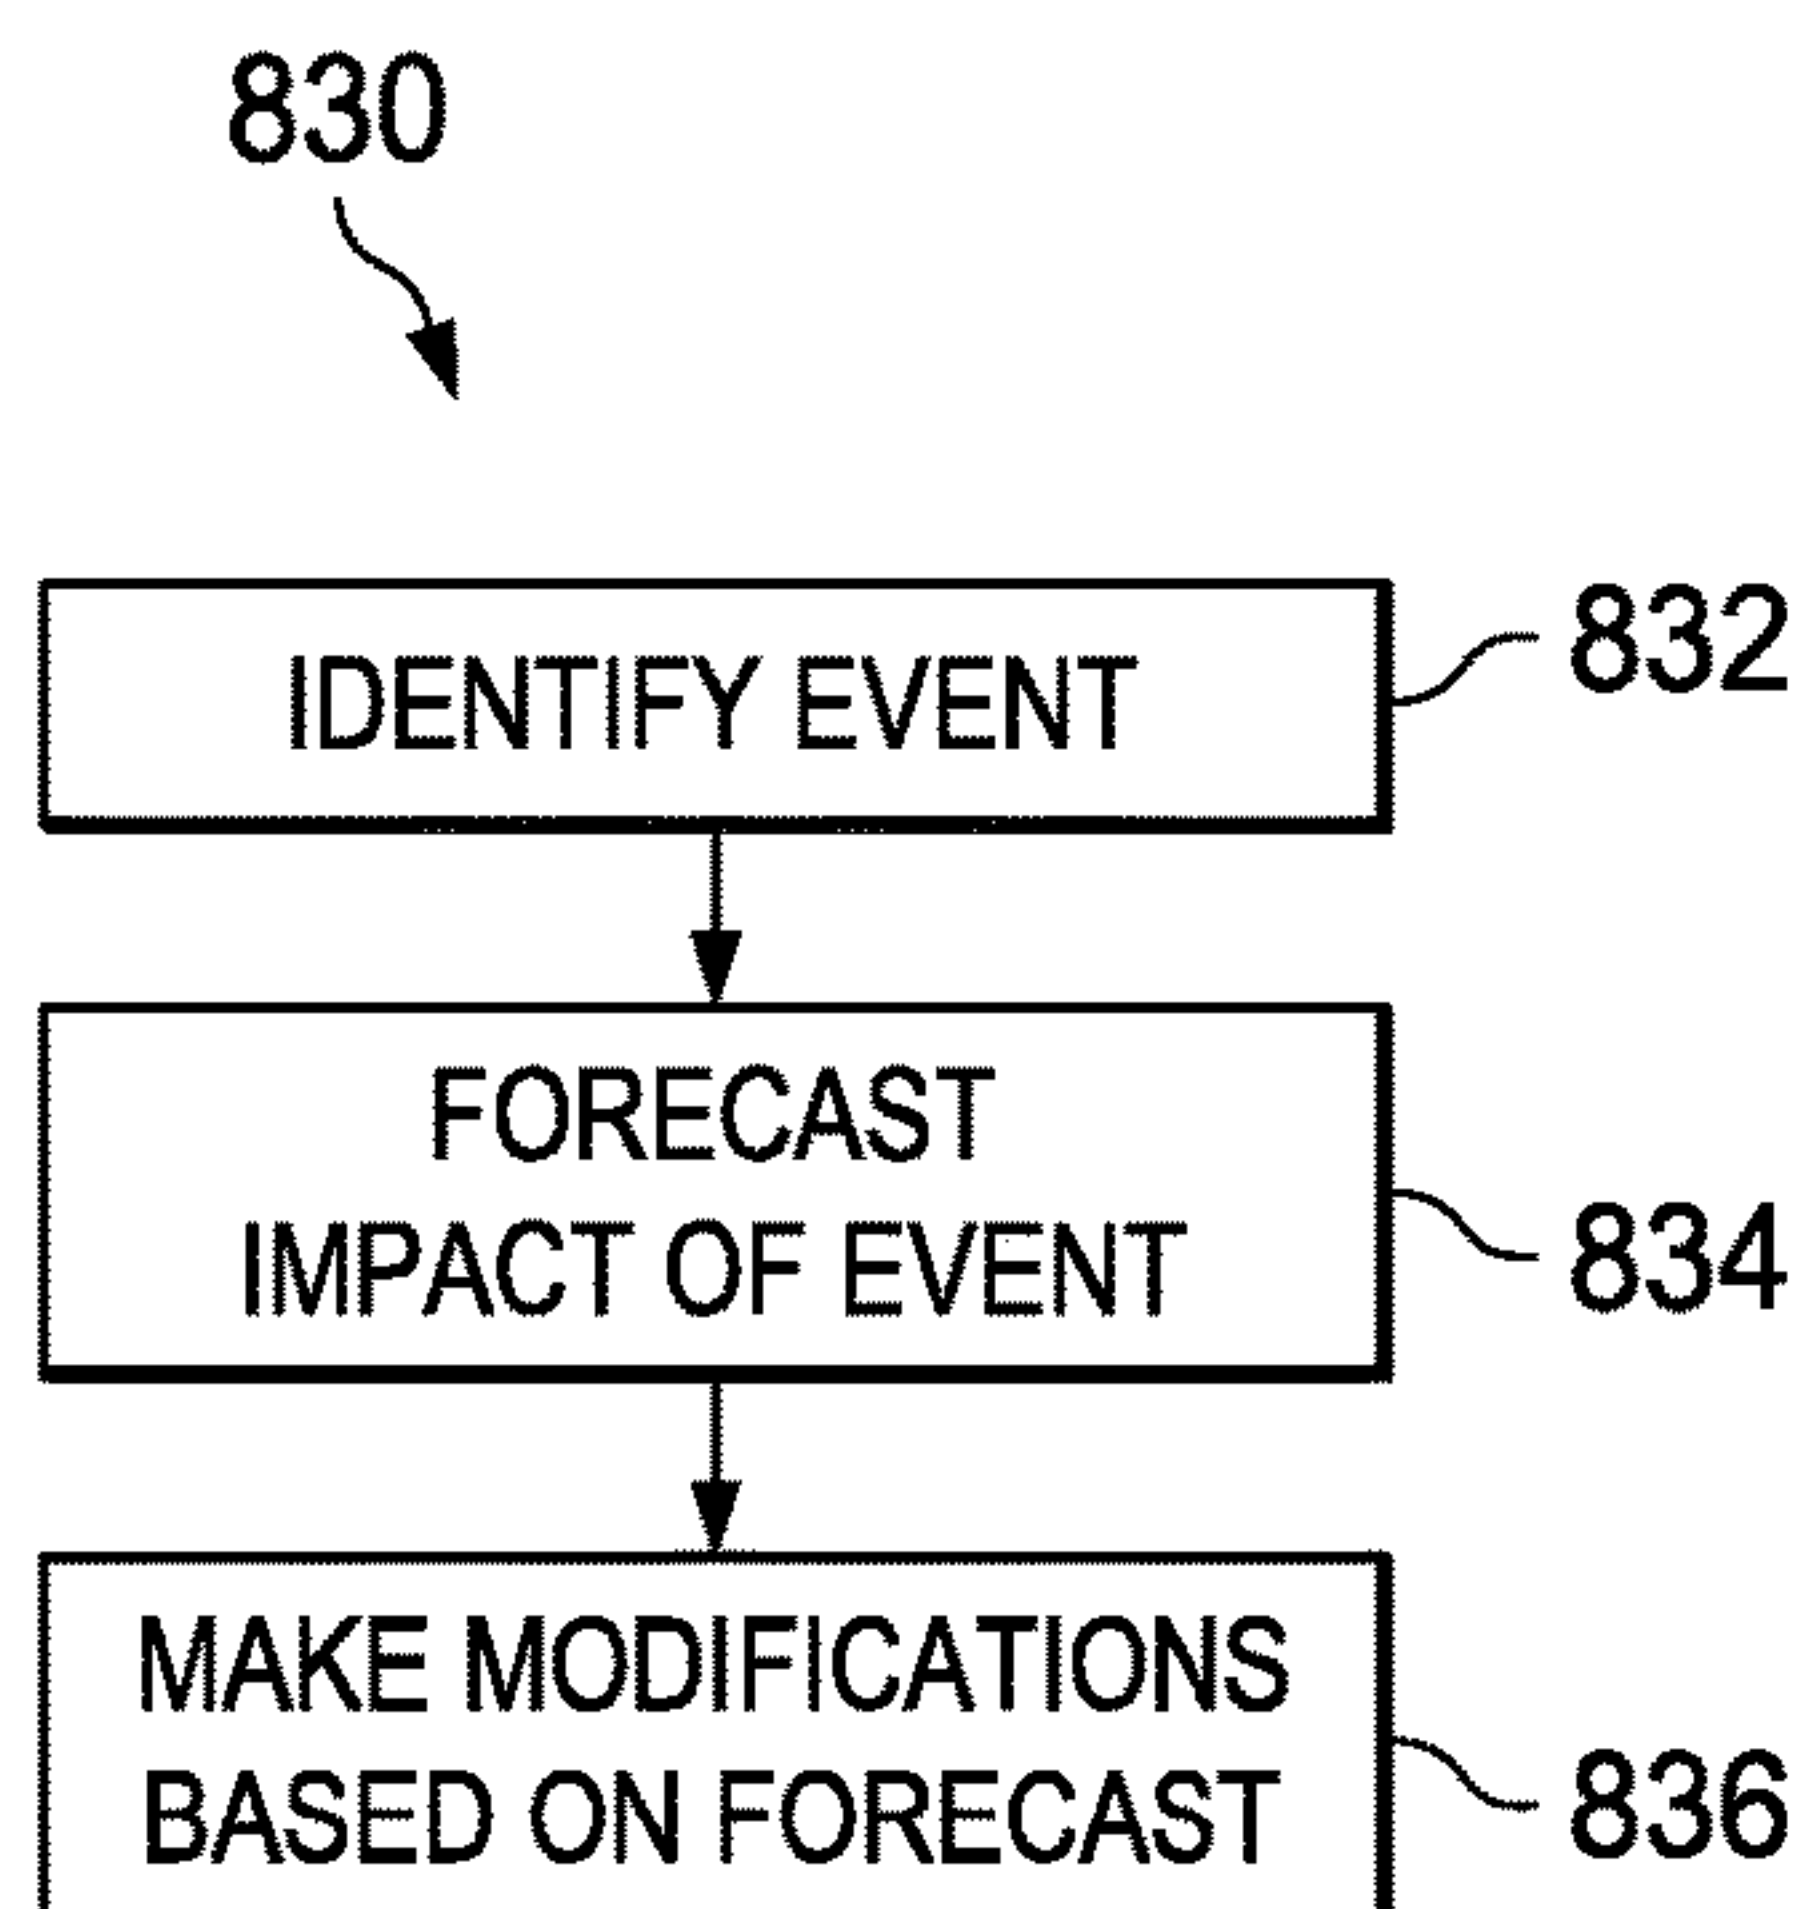 830
IDENTIFY EVENT
832
FORECAST
IMPACT OF EVENT
834
MAKE MODIFICATIONS
BASED ON FORECAST
836